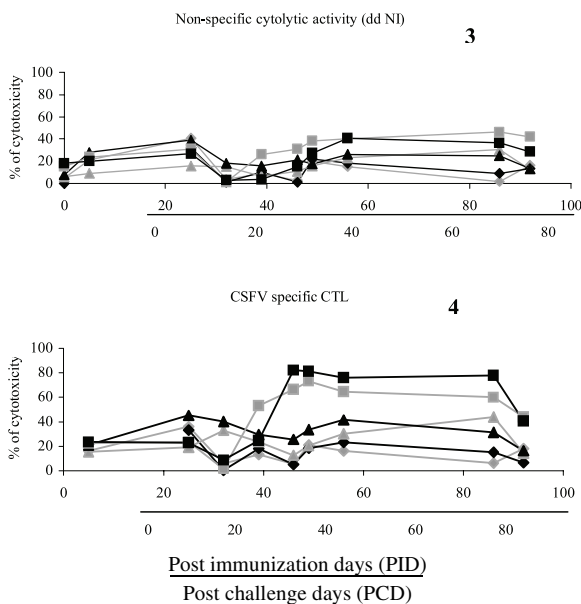 Non-specific cytolytic activity (dd NI)
3
% of cytotoxicity
100
80
60
40
20
0
0 20 40 60 80 100
0 20 40 60 80
CSFV specific CTL
4
% of cytotoxicity
100
80
60
40
20
0
0 20 40 60 80 100
0 20 40 60 80
Post immunization days (PID)
Post challenge days (PCD)